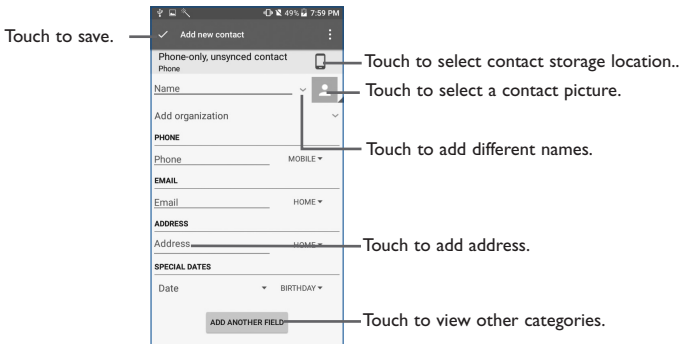 49% 7:59 PM
Touch to save.
Add new contact
Phone-only, unsynced contact
Phone
Touch to select contact storage location..
Name
Touch to select a contact picture.
Add organization
PHONE
Touch to add different names.
Phone MOBILE
EMAIL
Email HOME
ADDRESS
Address HOME
Touch to add address.
SPECIAL DATES
Date BIRTHDAY
ADD ANOTHER FIELD
Touch to view other categories.